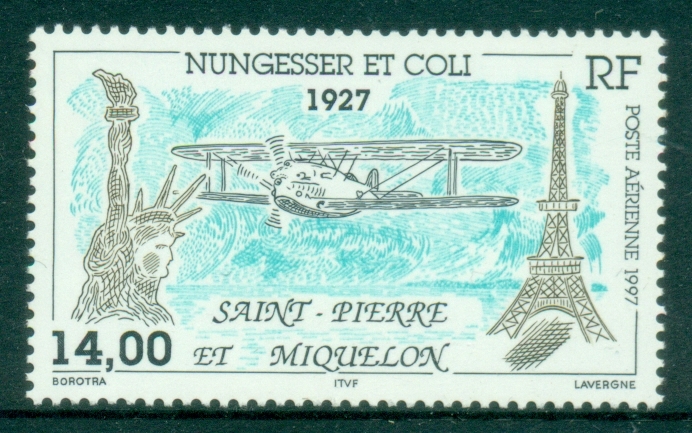 NUNGESSER ET COLI
1927
RF
POSTE AÉRIENNE 1997
SAINT-PIERRE
ET MIQUELON
14,00
BOROTRA
ITVF
LAVERGNE